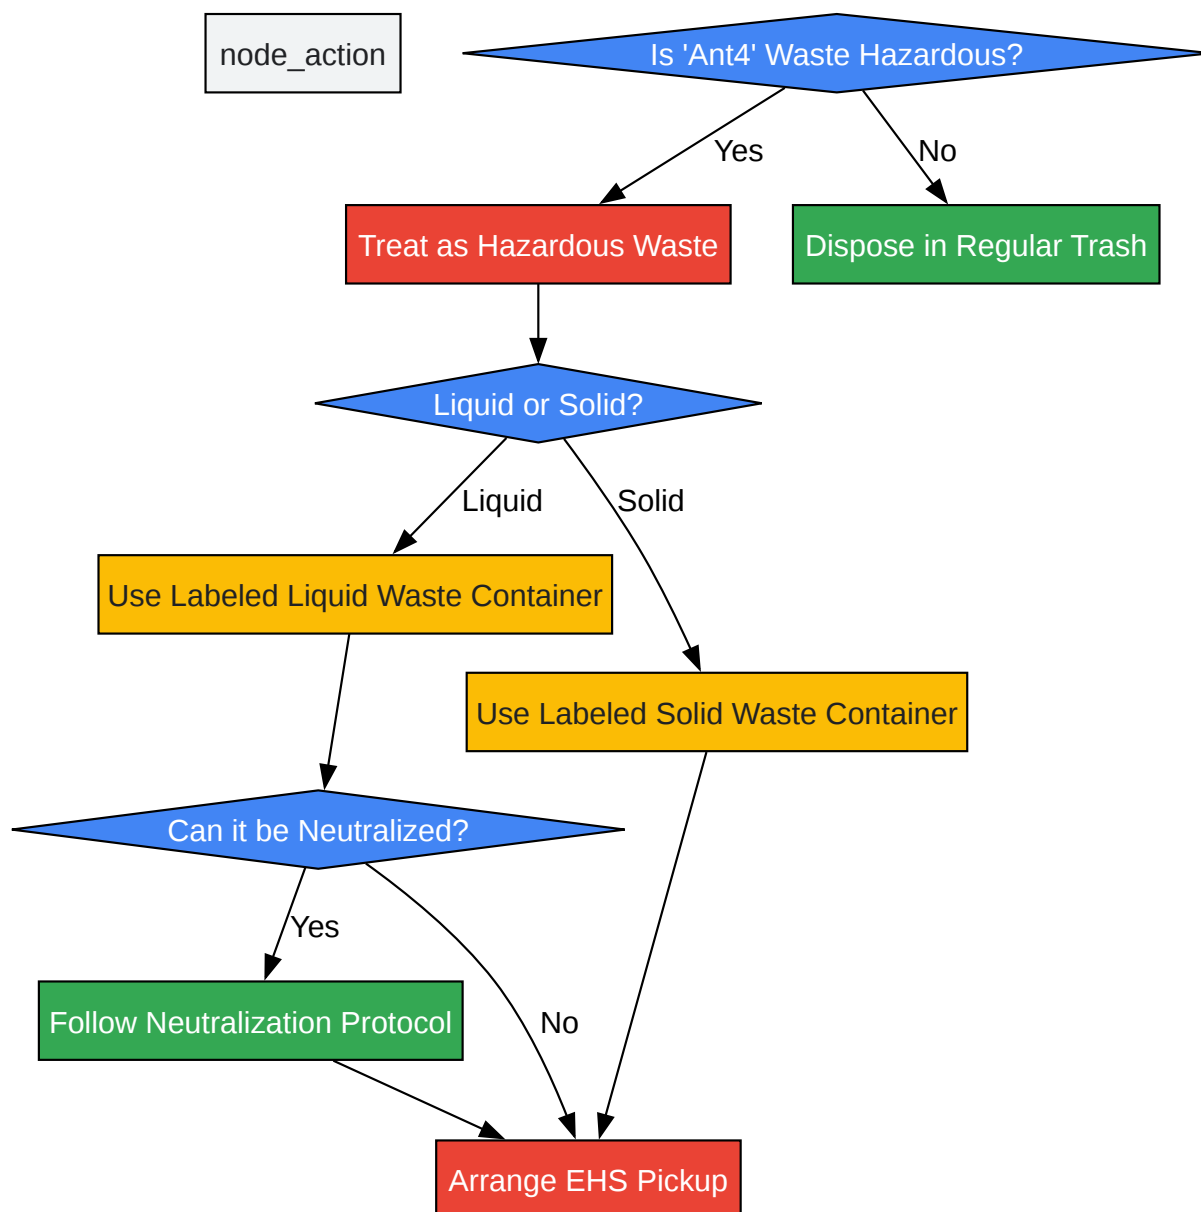 node_action
Is 'Ant4' Waste Hazardous?
Yes
No
Treat as Hazardous Waste
Dispose in Regular Trash
Liquid or Solid?
Liquid
Solid
Use Labeled Liquid Waste Container
Use Labeled Solid Waste Container
Can it be Neutralized?
Yes
No
Follow Neutralization Protocol
Arrange EHS Pickup